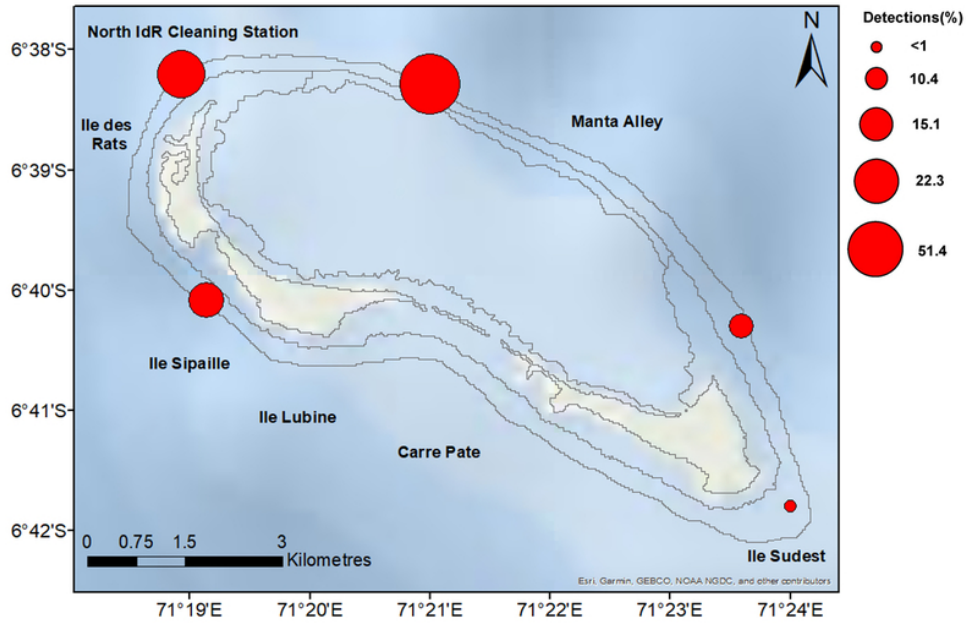 Detections(%)
<1
10.4
15.1
22.3
51.4
N
North IdR Cleaning Station
Manta Alley
Ile des
Rats
Ile Sipaille
Ile Lubine
Carre Pate
Ile Sudest
6°38'S
6°39'S
6°40'S
6°41'S
6°42'S
0 0.75 1.5 3
Kilometres
Esri, Garmin, GEBCO, NOAA NGDC, and other contributors
71°19'E 71°20'E 71°21'E 71°22'E 71°23'E 71°24'E